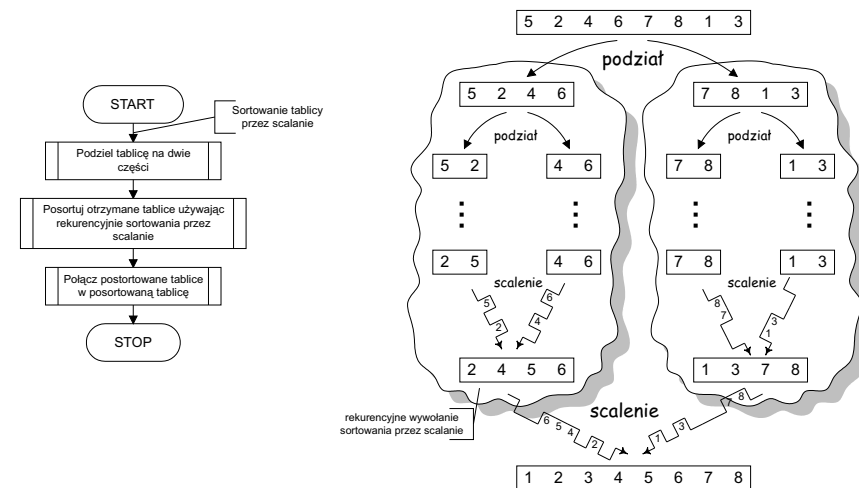 START
Sortowanie tablicy
przez scalanie
Podziel tablicę na dwie
części
Posortuj otrzymane tablice używając
rekurencyjnie sortowania przez
scalanie
Połącz postortowane tablice
w posortowaną tablicę
STOP
5 2 4 6 7 8 1 3
podział
5 2 4 6
7 8 1 3
podział
podział
5 2
4 6
7 8
1 3
2 5
4 6
7 8
1 3
scalenie
scalenie
5
2
6
4
8
7
3
1
2 4 5 6
1 3 7 8
rekurencyjne wywołanie
sortowania przez scalanie
scalenie
6 5 4 2
1 3 7 8
1 2 3 4 5 6 7 8